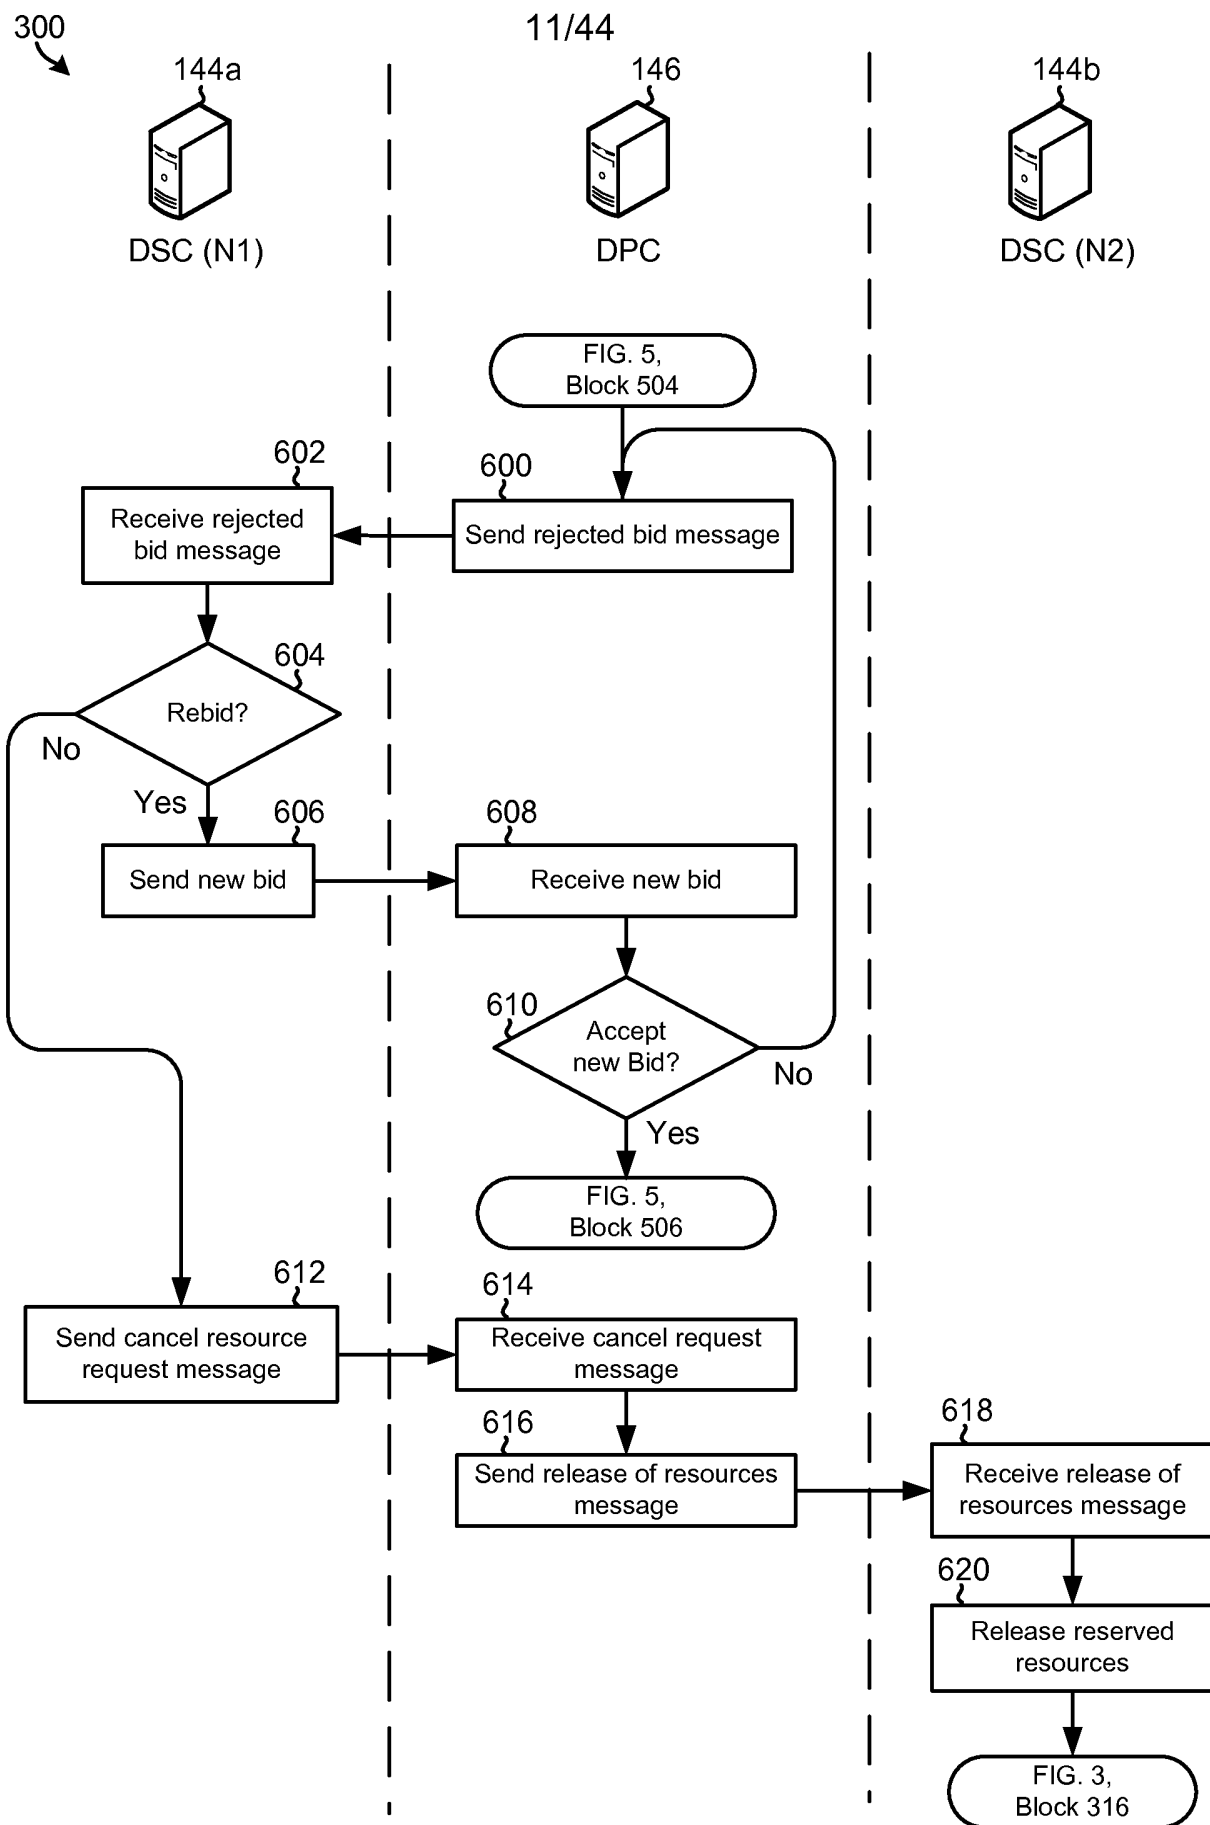 300
11/44
144a
146
144b
DSC (N1)
DPC
DSC (N2)
FIG. 5,
Block 504
602
600
Receive rejected
bid message
Send rejected bid message
604
Rebid?
No
Yes
606
608
Send new bid
Receive new bid
610
Accept
new Bid?
No
Yes
FIG. 5,
Block 506
612
614
Send cancel resource
request message
Receive cancel request
message
616
618
Send release of resources
message
Receive release of
resources message
620
Release reserved
resources
FIG. 3,
Block 316